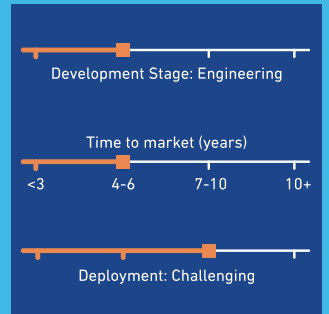 Development Stage: Engineering
Time to market (years)
<3 4-6 7-10 10+
Deployment: Challenging